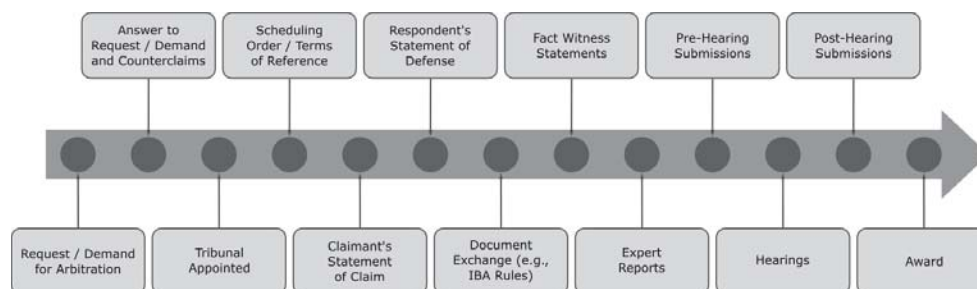 Answer to
Request / Demand
and Counterclaims
Scheduling
Order / Terms
of Reference
Respondent's
Statement of
Defense
Fact Witness
Statements
Pre-Hearing
Submissions
Post-Hearing
Submissions
Request / Demand
for Arbitration
Tribunal
Appointed
Claimant's
Statement
of Claim
Document
Exchange (e.g.,
IBA Rules)
Expert
Reports
Hearings
Award